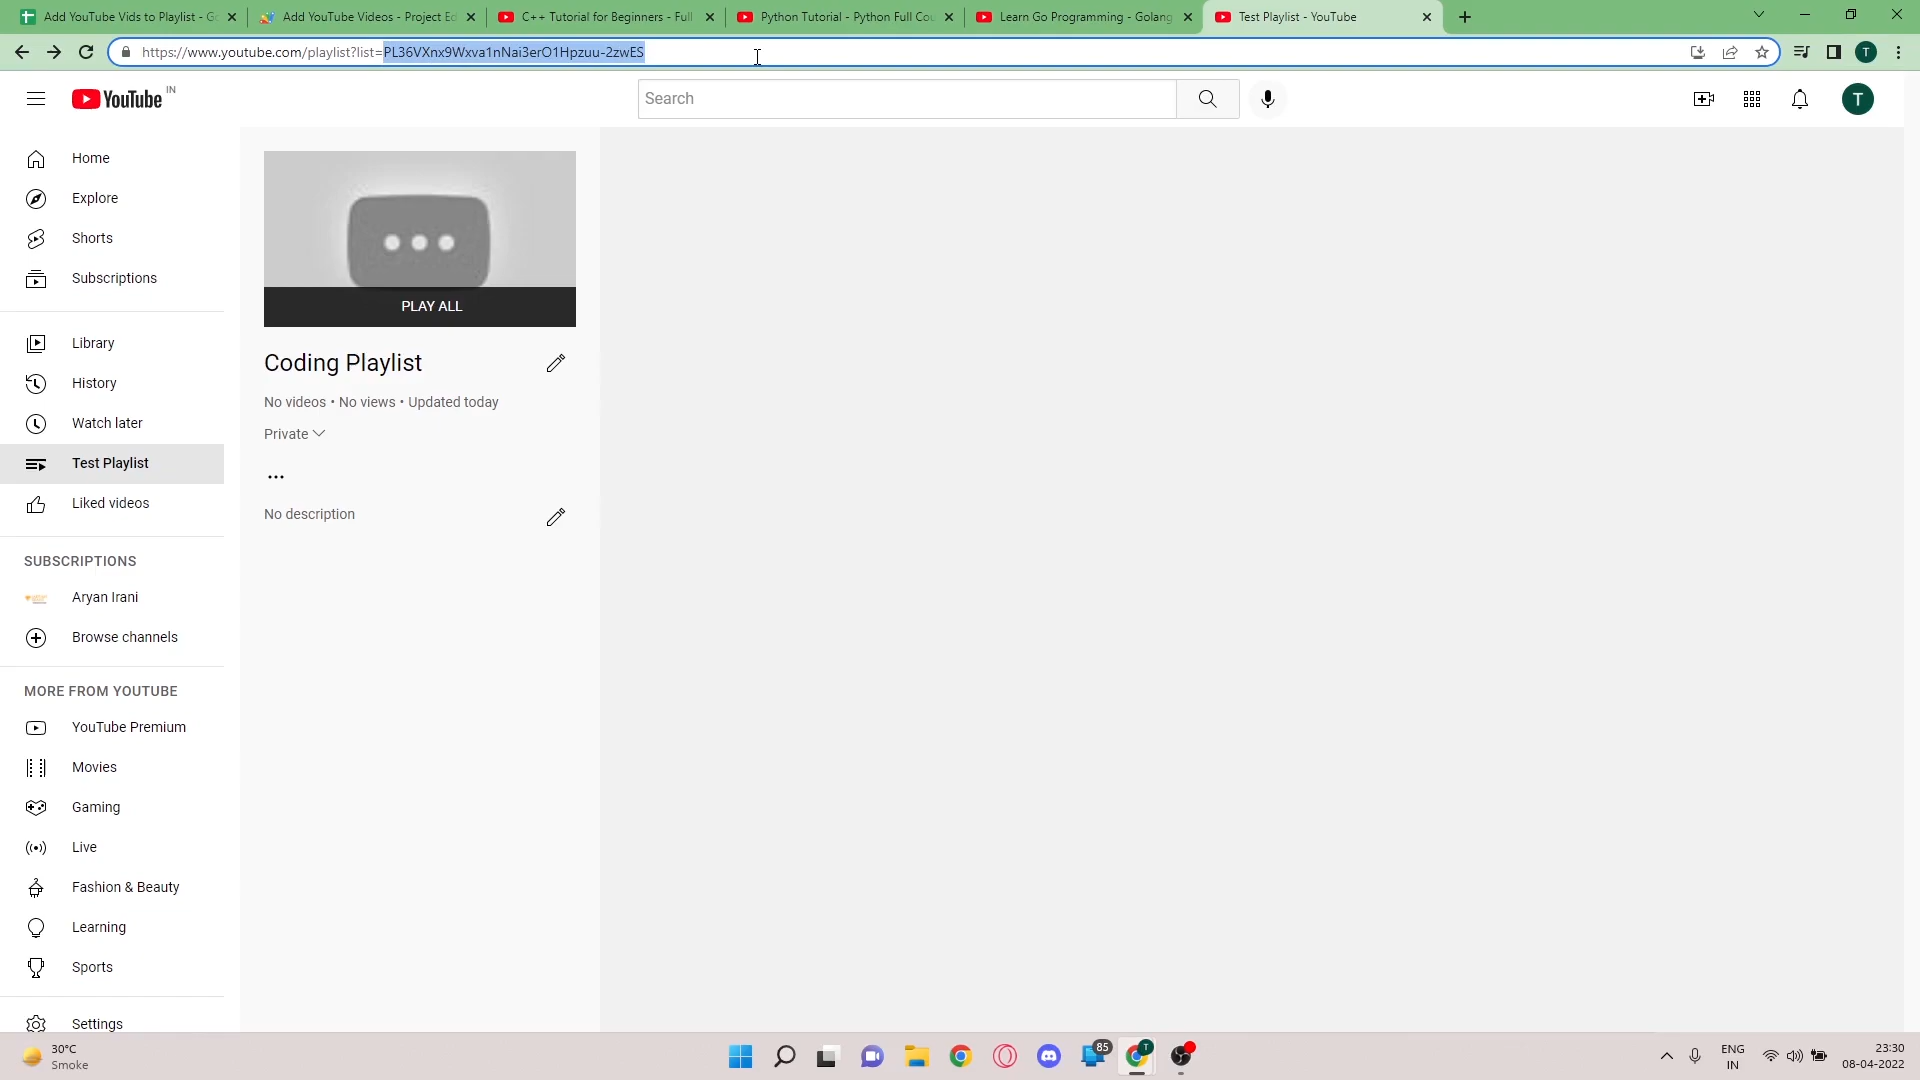 Add YouTube Vids to Playlist - Go
Add YouTube Videos - Project Ed
C++ Tutorial for Beginners - Full
Python Tutorial - Python Full Cou
Learn Go Programming - Golang
Test Playlist - YouTube
https://www.youtube.com/playlist?list=PL36VXnx9Wxva1nNai3erO1Hpzuu-2zwES
T
YouTube IN
Search
T
Home
Explore
Shorts
Subscriptions
Library
History
Watch later
Test Playlist
Liked videos
SUBSCRIPTIONS
Aryan Irani
Browse channels
MORE FROM YOUTUBE
YouTube Premium
Movies
Gaming
Live
Fashion & Beauty
Learning
Sports
Settings
PLAY ALL
Coding Playlist
No videos • No views • Updated today
Private
No description
30°C
Smoke
85
T
ENG
IN
23:30
08-04-2022